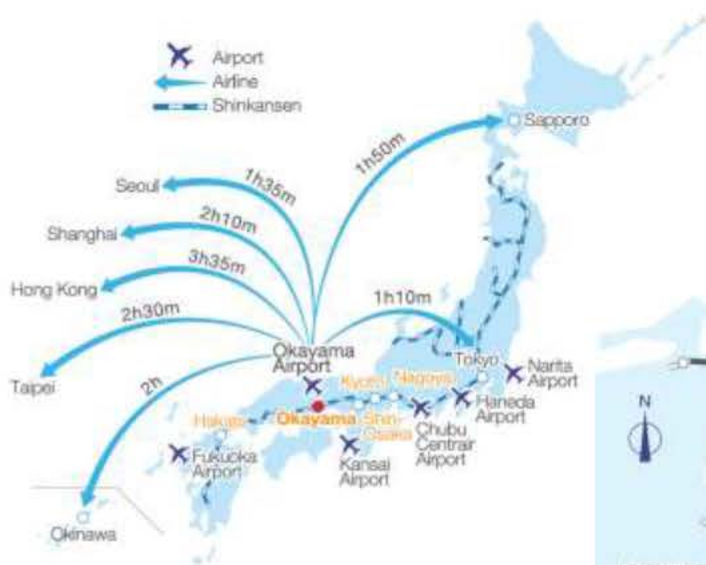 Airport
Airline
Shinkansen
Sapporo
1h50m
Seoul
1h35m
Shanghai
2h10m
Hong Kong
3h35m
Taipei
2h30m
Okinawa
2h
1h10m
Okayama
Airport
Tokyo
Narita
Airport
Haneda
Airport
Kyoto
Nagoya
Hakata
Okayama
Shin-
Osaka
Chubu
Centrair
Airport
Fukuoka
Airport
Kansai
Airport
N